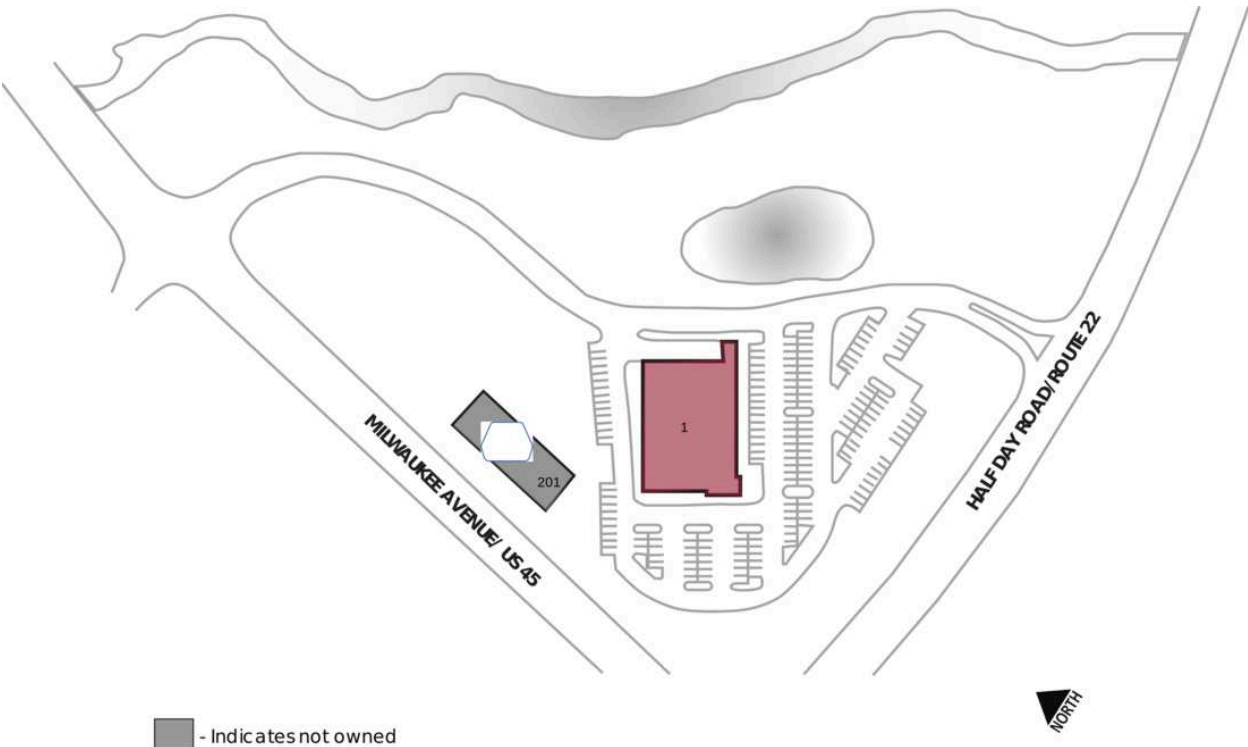 1
201
MILWAUKEE AVENUE/ US 45
HALF DAY ROAD/ROUTE 22
NORTH
- Indicates not owned